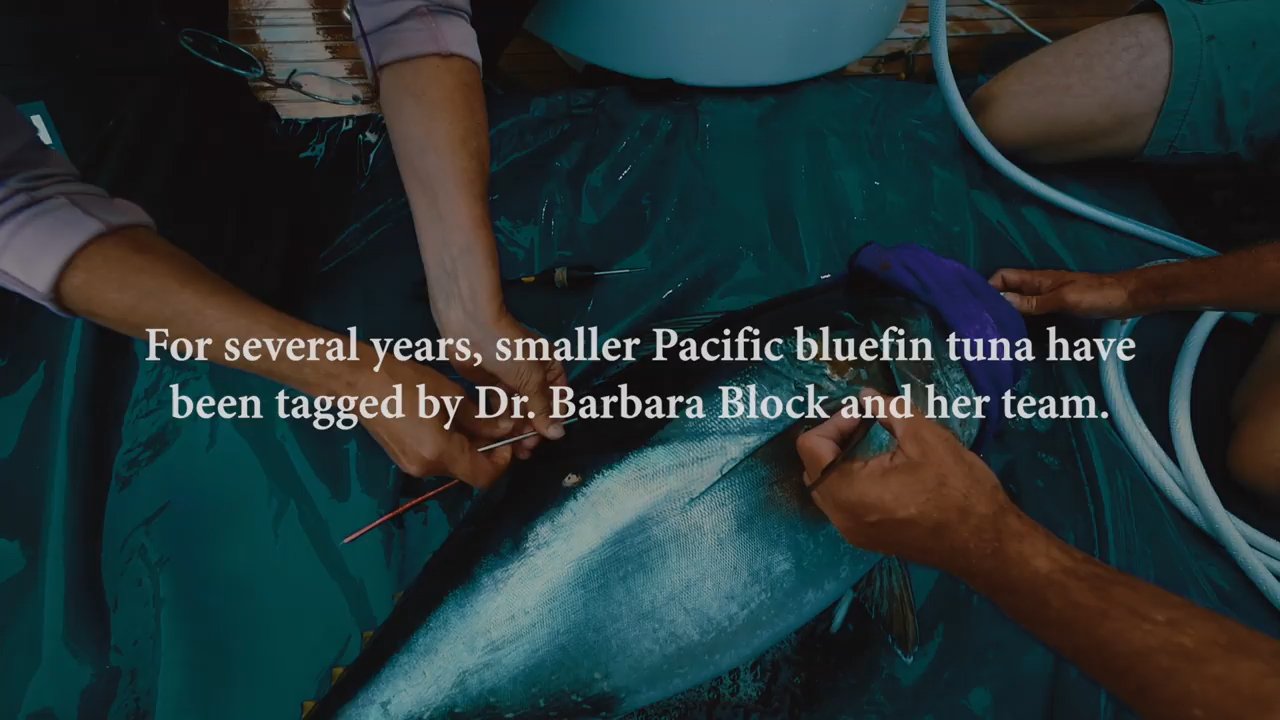 For several years, smaller Pacific bluefin tuna have
been tagged by Dr. Barbara Block and her team.